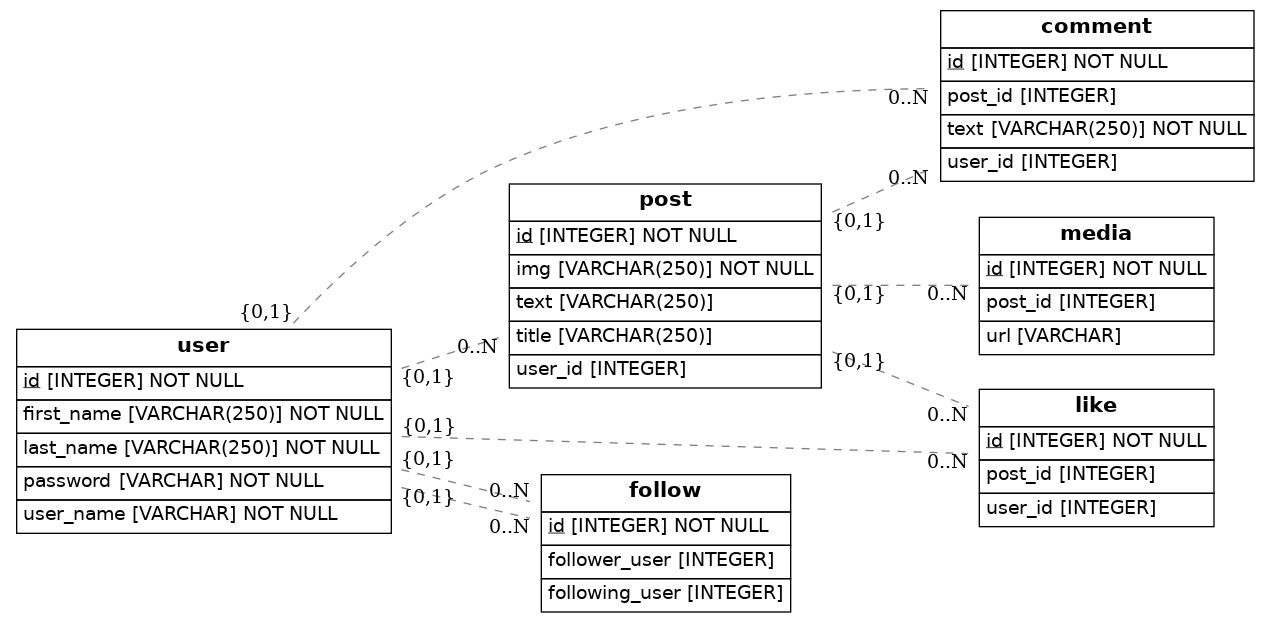 comment
id [INTEGER] NOT NULL
post_id [INTEGER]
text [VARCHAR(250)] NOT NULL
user_id [INTEGER]
0..N
0..N
post
id [INTEGER] NOT NULL
img [VARCHAR(250)] NOT NULL
text [VARCHAR(250)]
title [VARCHAR(250)]
user_id [INTEGER]
{0,1}
{0,1}
{0,1}
media
id [INTEGER] NOT NULL
post_id [INTEGER]
url [VARCHAR]
0..N
{0,1}
user
id [INTEGER] NOT NULL
first_name [VARCHAR(250)] NOT NULL
last_name [VARCHAR(250)] NOT NULL
password [VARCHAR] NOT NULL
user_name [VARCHAR] NOT NULL
0..N
{0,1}
{0,1}
{0,1}
{0,1}
like
id [INTEGER] NOT NULL
post_id [INTEGER]
user_id [INTEGER]
0..N
0..N
0..N
0..N
follow
id [INTEGER] NOT NULL
follower_user [INTEGER]
following_user [INTEGER]